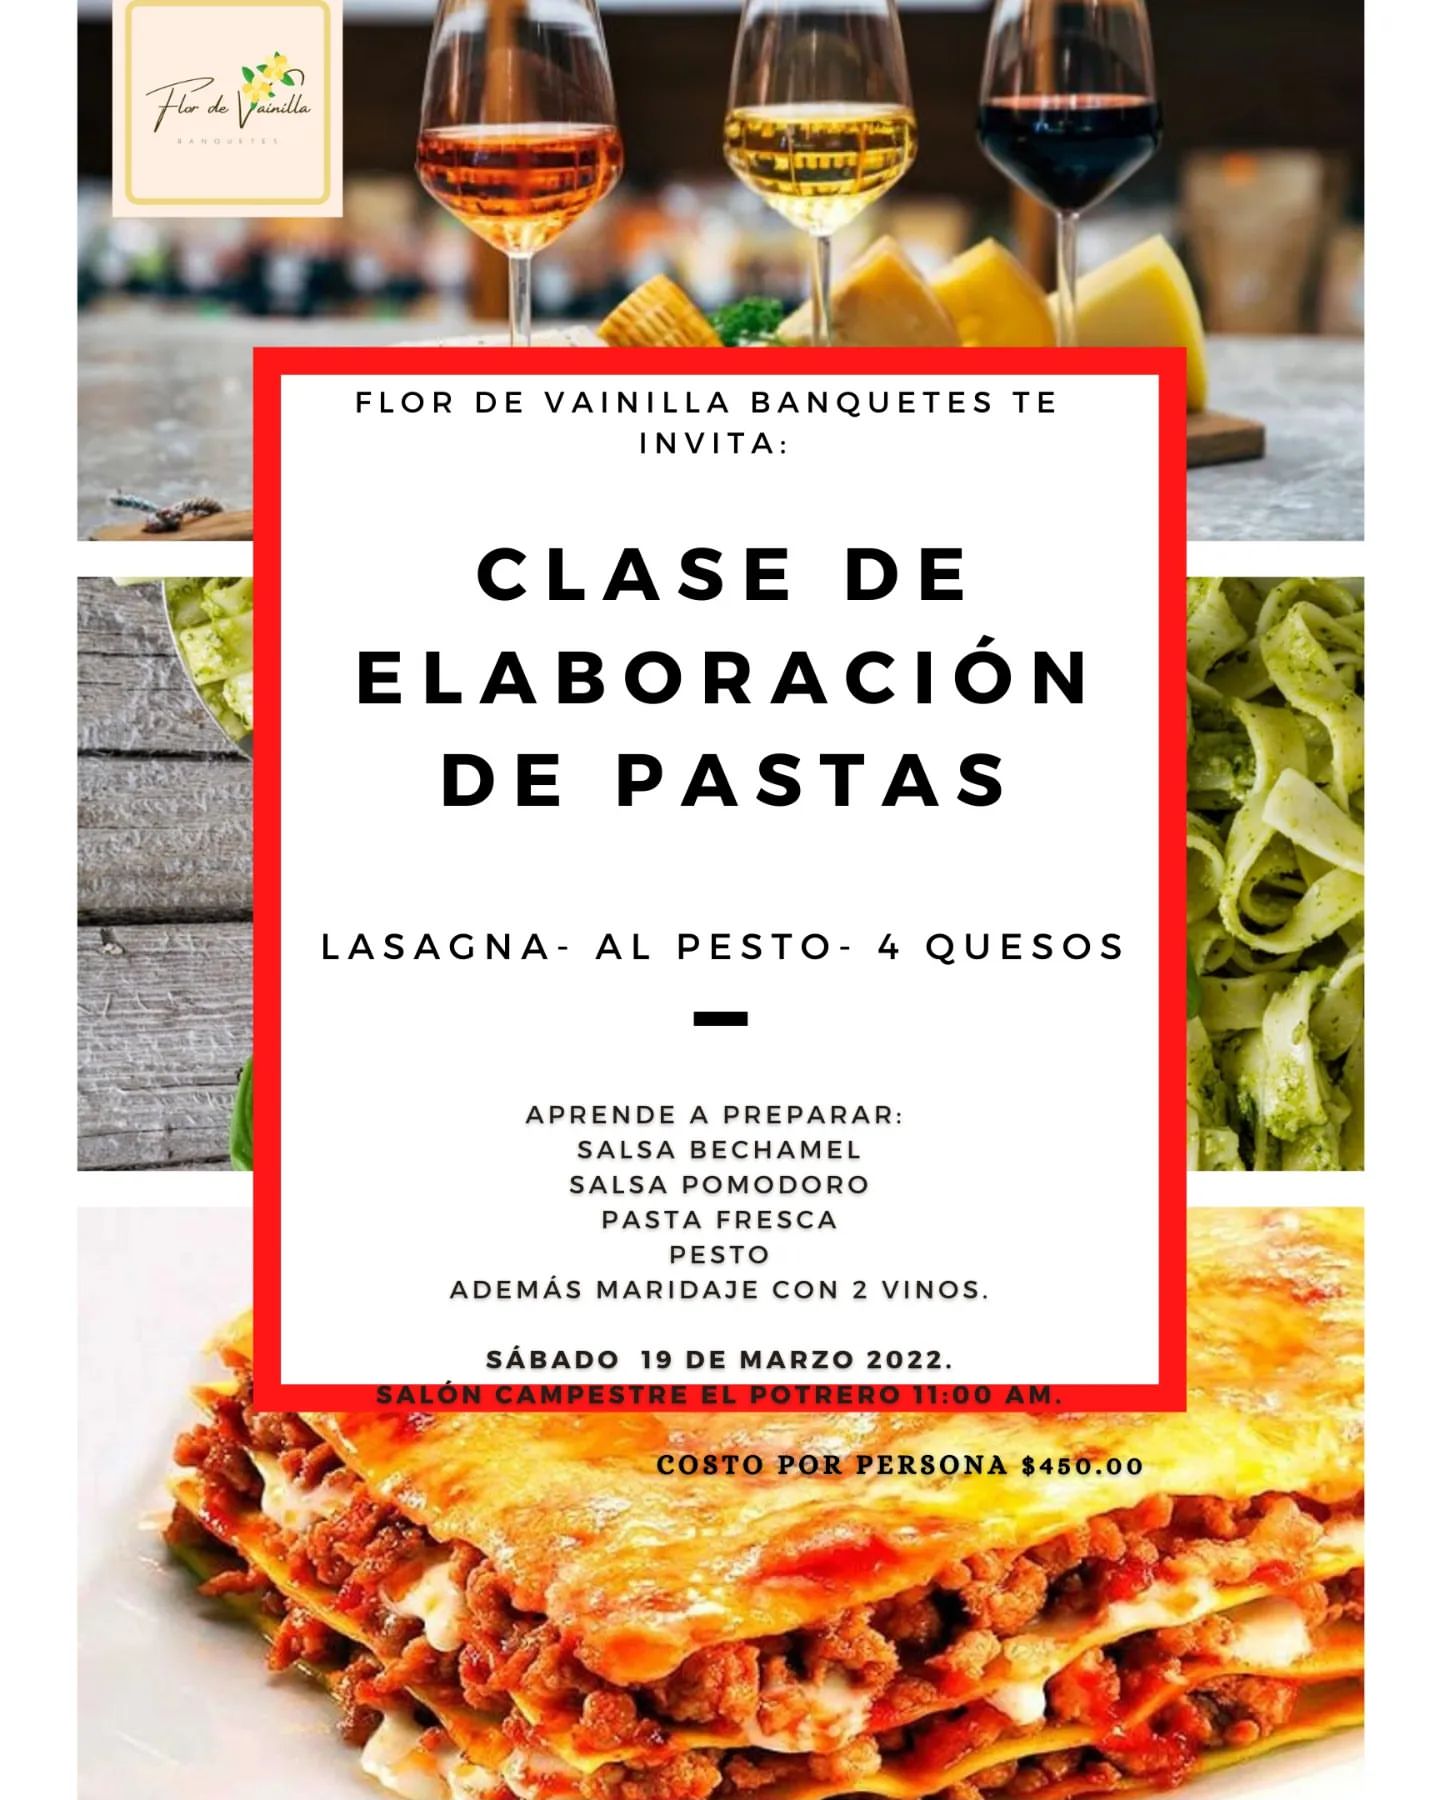 Flor de Vainilla
BANQUETES
FLOR DE VAINILLA BANQUETES TE
INVITA:
CLASE DE
ELABORACIÓN
DE PASTAS
LASAGNA- AL PESTO- 4 QUESOS
APRENDE A PREPARAR:
SALSA BECHAMEL
SALSA POMODORO
PASTA FRESCA
PESTO
ADEMÁS MARIDAJE CON 2 VINOS.
SÁBADO 19 DE MARZO 2022.
SALÓN CAMPESTRE EL POTRERO 11:00 AM.
COSTO POR PERSONA $450.00